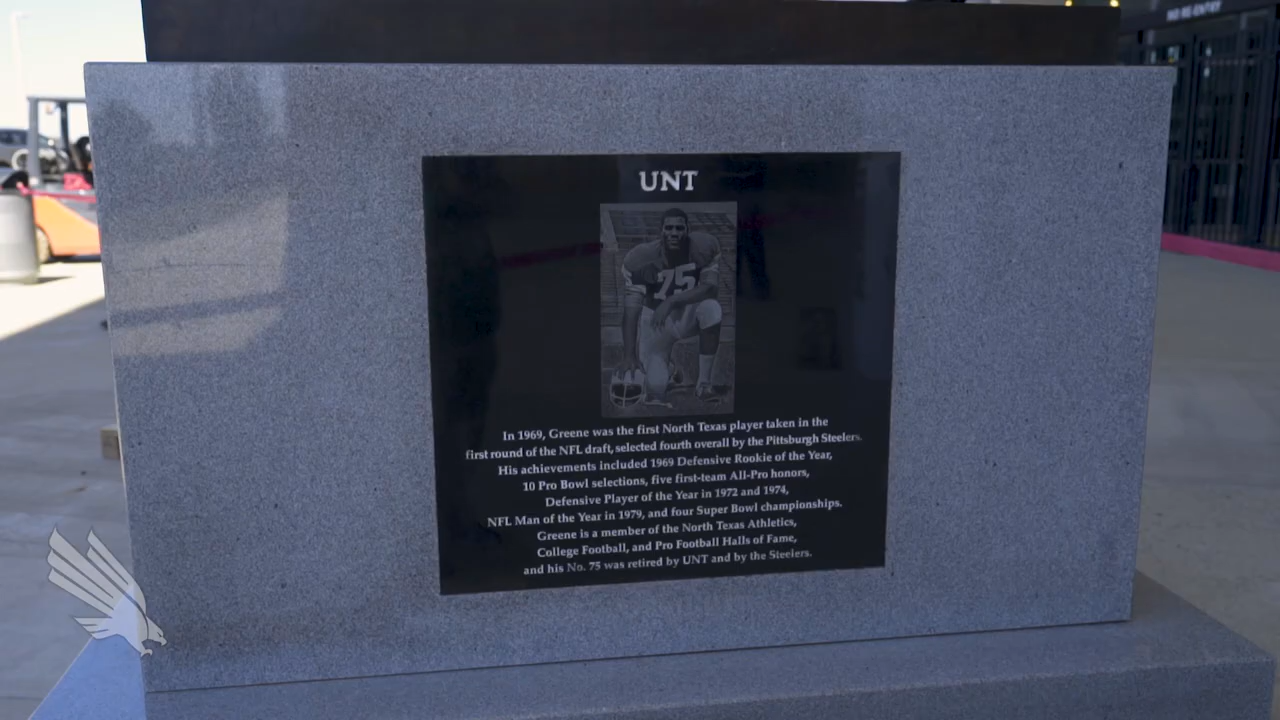 NO RE-ENTRY
UNT
75
In 1969, Greene was the first North Texas player taken in the
first round of the NFL draft, selected fourth overall by the Pittsburgh Steelers.
His achievements included 1969 Defensive Rookie of the Year,
10 Pro Bowl selections, five first-team All-Pro honors,
Defensive Player of the Year in 1972 and 1974,
NFL Man of the Year in 1979, and four Super Bowl championships.
Greene is a member of the North Texas Athletics,
College Football, and Pro Football Halls of Fame,
and his No. 75 was retired by UNT and by the Steelers.